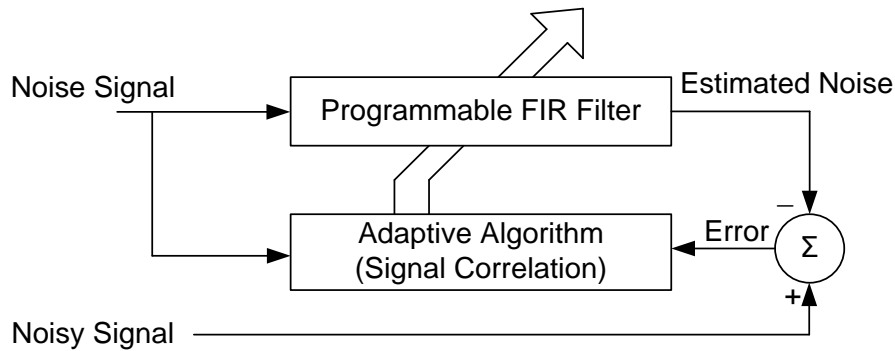 Noise Signal
Programmable FIR Filter
Estimated Noise
−
Adaptive Algorithm
(Signal Correlation)
Error
Σ
+
Noisy Signal